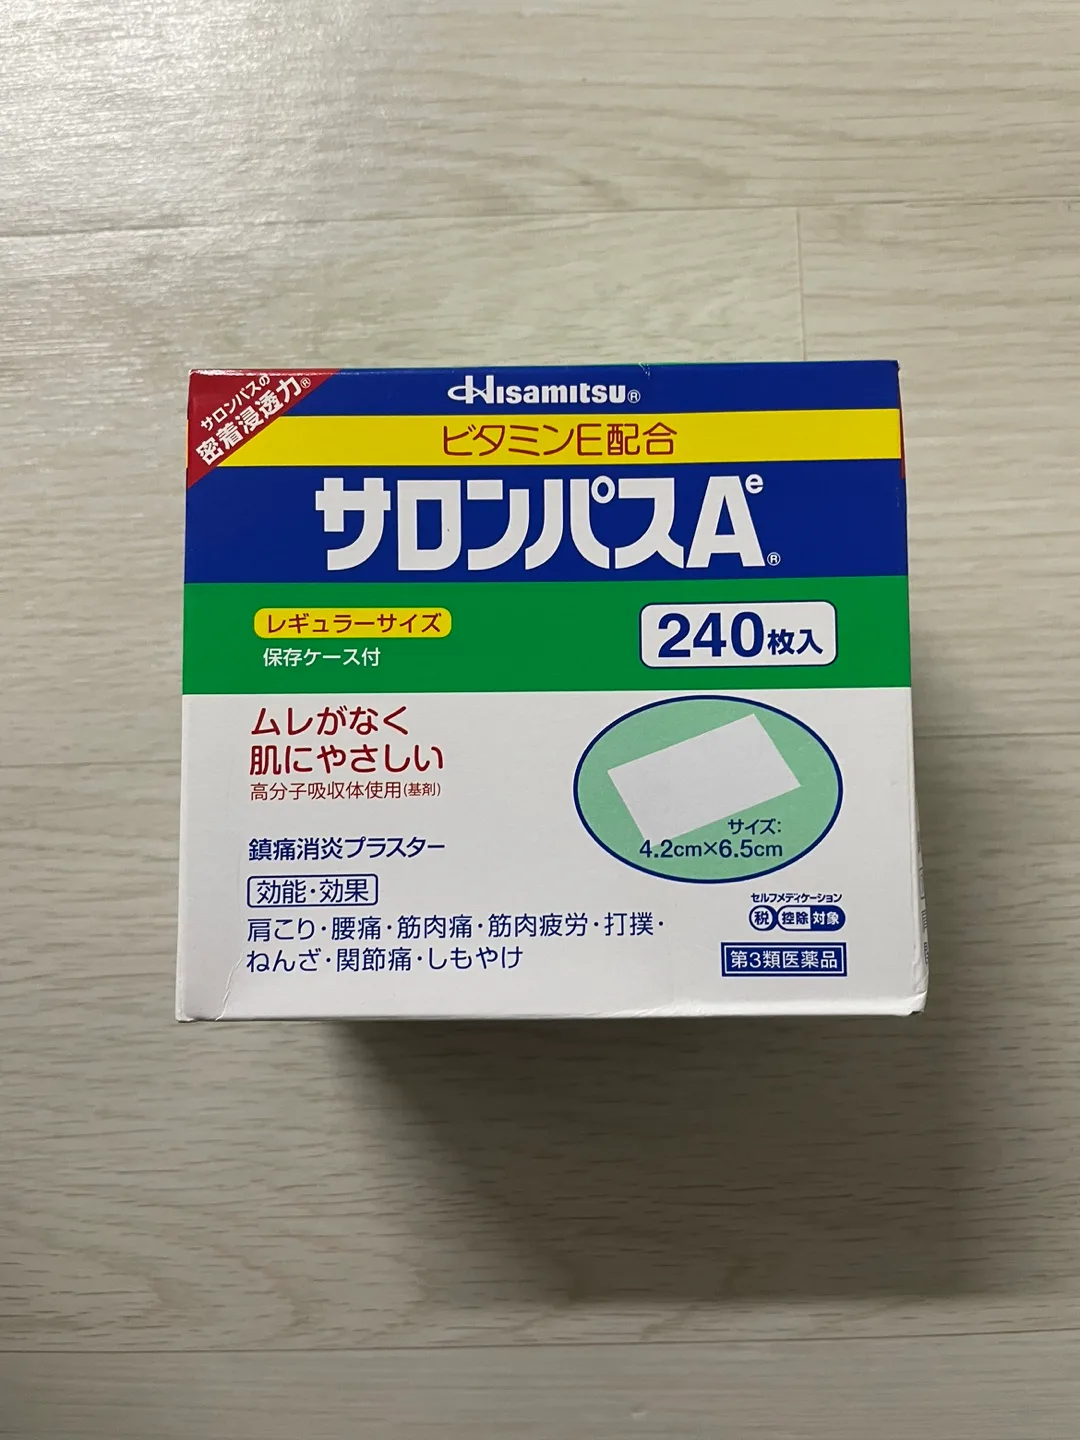 サロンパスの
密着浸透力®
Hisamitsu®
ビタミンE配合
サロンパスAe®
レギュラーサイズ
保存ケース付
240枚入
ムレがなく
肌にやさしい
高分子吸収体使用(基剤)
サイズ:
4.2cm×6.5cm
鎮痛消炎プラスター
効能・効果
肩こり・腰痛・筋肉痛・筋肉疲労・打撲・
ねんざ・関節痛・しもやけ
セルフメディケーション
税 控除 対象
第3類医薬品